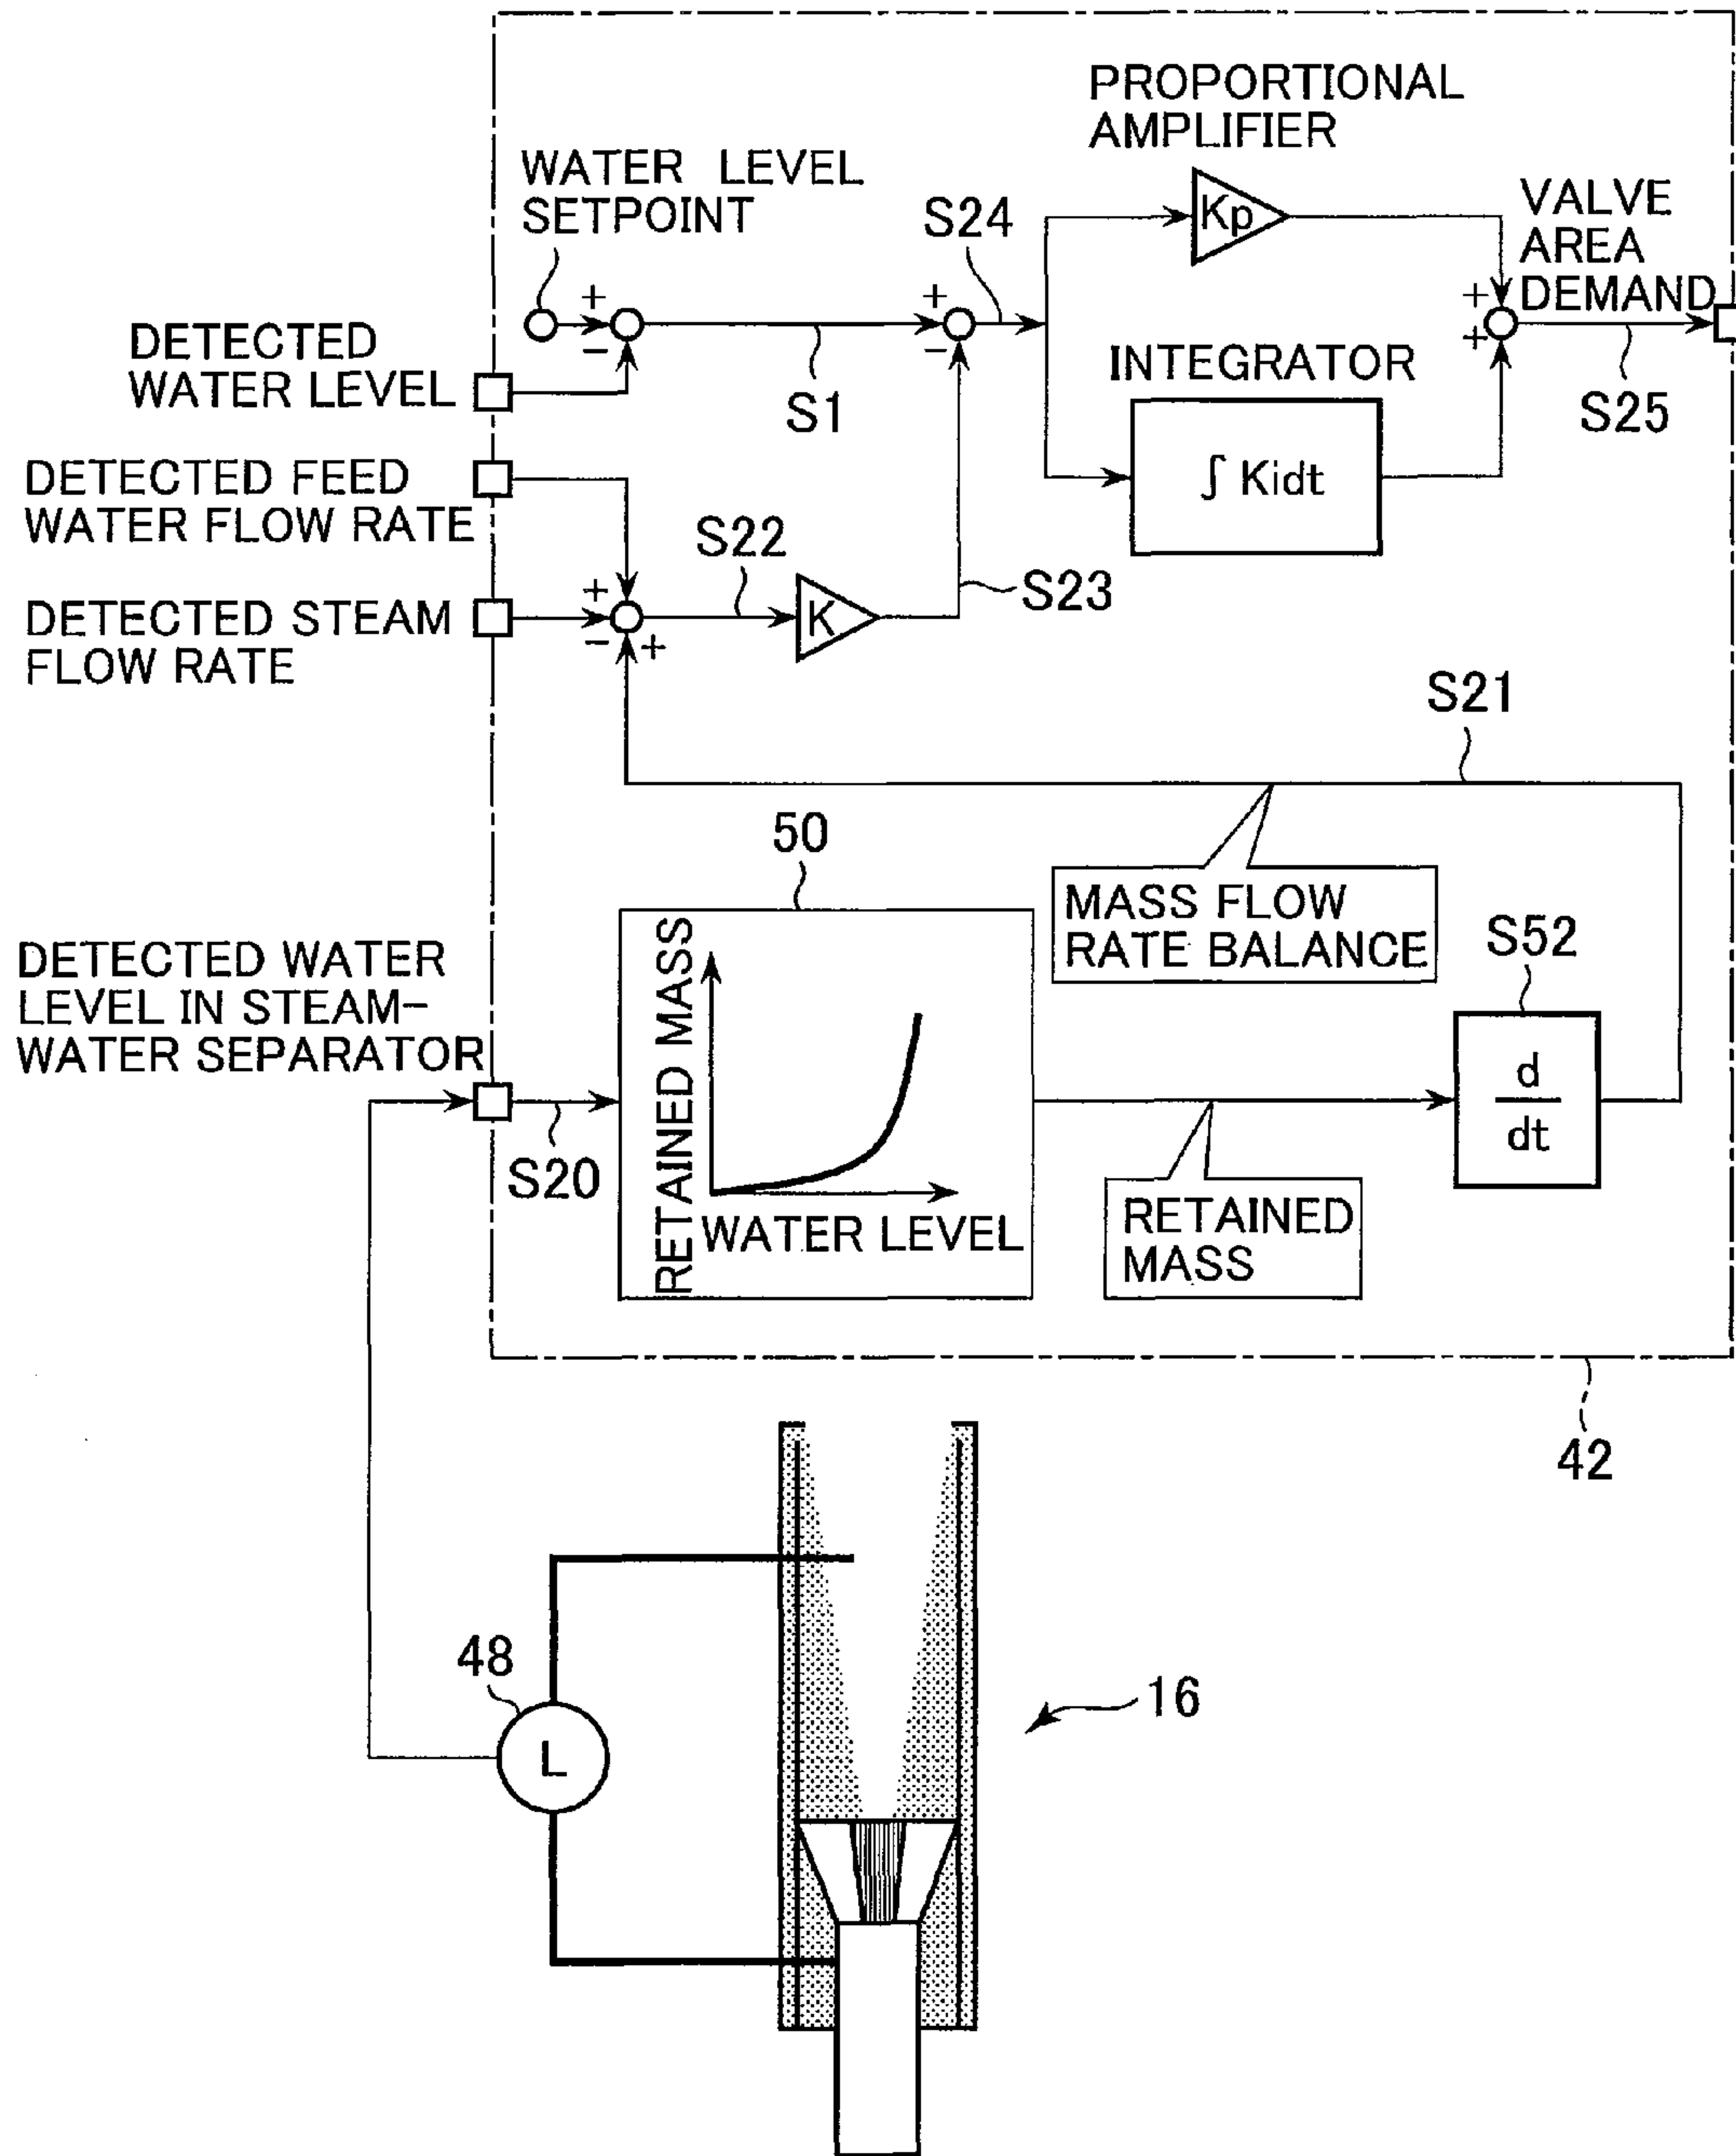 PROPORTIONAL
AMPLIFIER
WATER LEVEL
SETPOINT
S24
Kp
VALVE
AREA
DEMAND
+
−
+
−
+
+
DETECTED
WATER LEVEL
S1
INTEGRATOR
S25
∫ Kidt
DETECTED FEED
WATER FLOW RATE
S22
S23
DETECTED STEAM
FLOW RATE
+
−
+
K
S21
50
MASS FLOW
RATE BALANCE
S52
DETECTED WATER
LEVEL IN STEAM-
WATER SEPARATOR
RETAINED MASS
WATER LEVEL
d
dt
S20
RETAINED
MASS
42
48
L
16